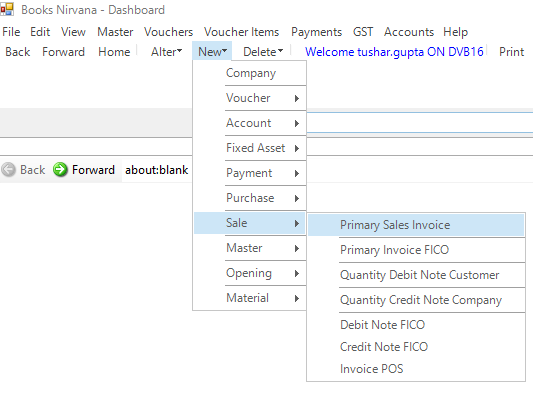 Books Nirvana - Dashboard
File Edit View Master Vouchers Voucher Items Payments GST Accounts Help
Back Forward Home Alter New Delete Welcome tushar.gupta ON DVB16 Print
Company
Voucher
Account
Fixed Asset
Back Forward about:blank Payment
Purchase
Sale Primary Sales Invoice
Master Primary Invoice FICO
Opening Quantity Debit Note Customer
Material Quantity Credit Note Company
Debit Note FICO
Credit Note FICO
Invoice POS